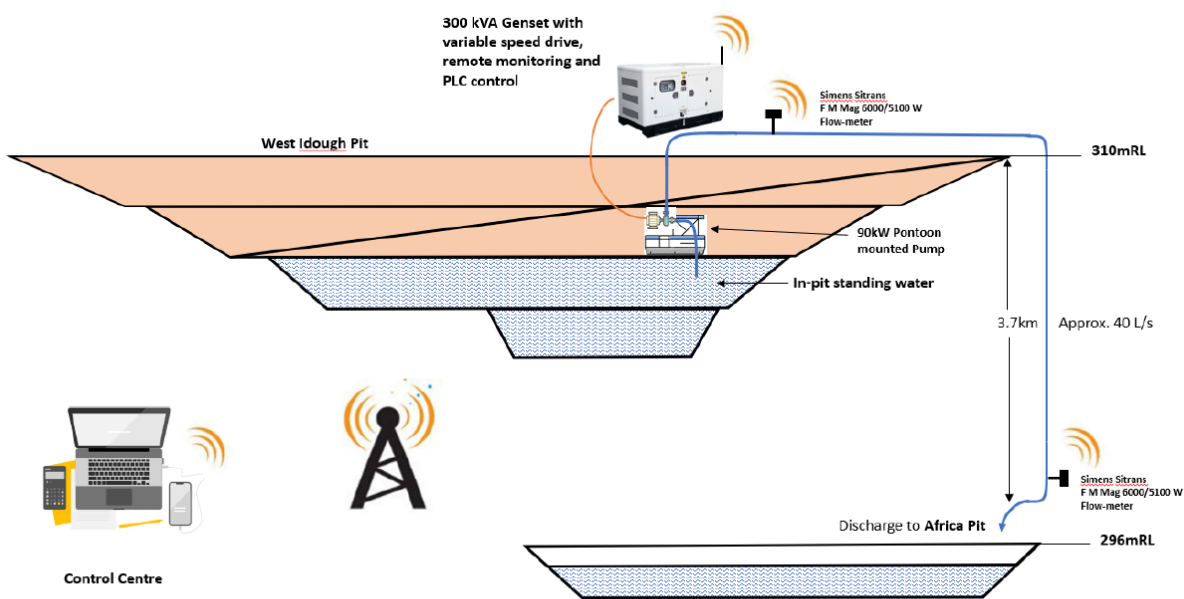 300 kVA Genset with
variable speed drive,
remote monitoring and
PLC control
Simens Sitrans
F M Mag 6000/5100 W
Flow-meter
West Idough Pit
310mRL
90kW Pontoon
mounted Pump
In-pit standing water
3.7km
Approx. 40 L/s
Simens Sitrans
F M Mag 6000/5100 W
Flow-meter
Discharge to Africa Pit
296mRL
Control Centre